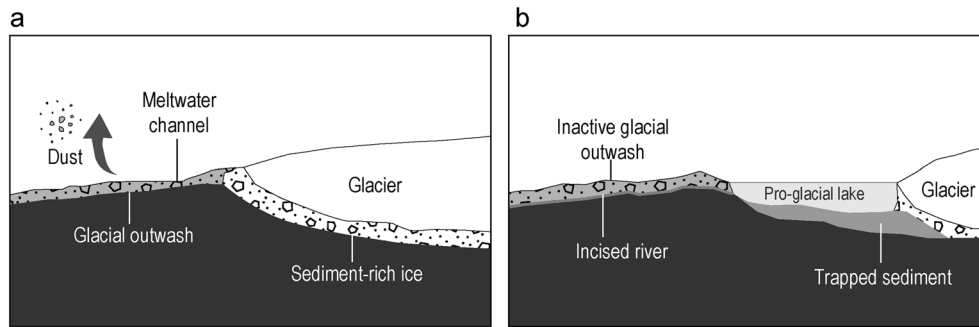 a
Dust
Meltwater
channel
Glacier
Glacial outwash
Sediment-rich ice
b
Inactive glacial
outwash
Pro-glacial lake
Glacier
Incised river
Trapped sediment